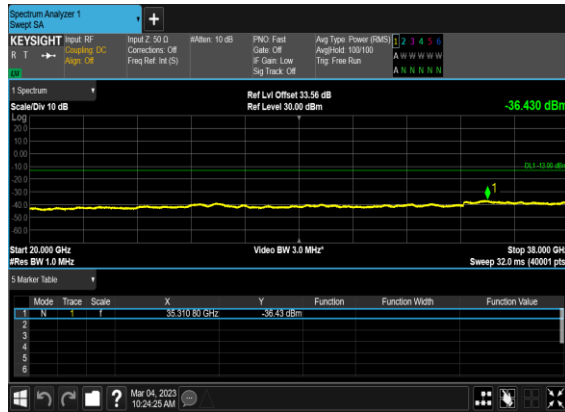 Spectrum Analyzer 1
Swept SA
+
KEYSIGHT Input: RF Input Z: 50 Ω #Atten: 10 dB PNO: Fast Avg Type: Power (RMS) 1 2 3 4 5 6
R T Coupling: DC Corrections: Off Gate: Off Avg|Hold: 100/100 A W W W W W
Align: Off Freq Ref: Int (S) IF Gain: Low Trig: Free Run
Sig Track: Off A N N N N N
1 Spectrum
Ref Lvl Offset 33.56 dB
Scale/Div 10 dB Ref Level 30.00 dBm -36.430 dBm
Log
20.0
10.0
0.00
-10.0 DL1 -13.00 dBm
-20.0
-30.0 1
-40.0
-50.0
-60.0
Start 20.000 GHz Video BW 3.0 MHz* Stop 38.000 GHz
#Res BW 1.0 MHz Sweep 32.0 ms (40001 pts
5 Marker Table
Mode Trace Scale X Y Function Function Width Function Value
1 N 1 f 35.310 80 GHz -36.43 dBm
2
3
4
5
6
? Mar 04, 2023
10:24:25 AM